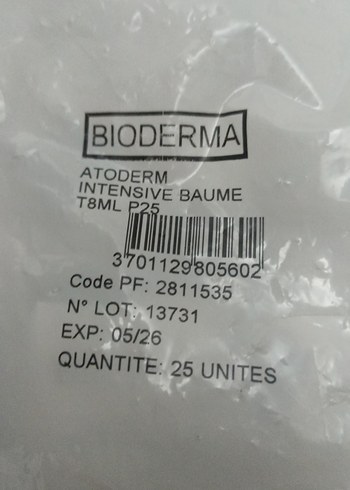 BIODERMA
ATODERM
INTENSIVE BAUME
T8ML P25
3701129805602
Code PF: 2811535
N° LOT: 13731
EXP: 05/26
QUANTITE: 25 UNITES